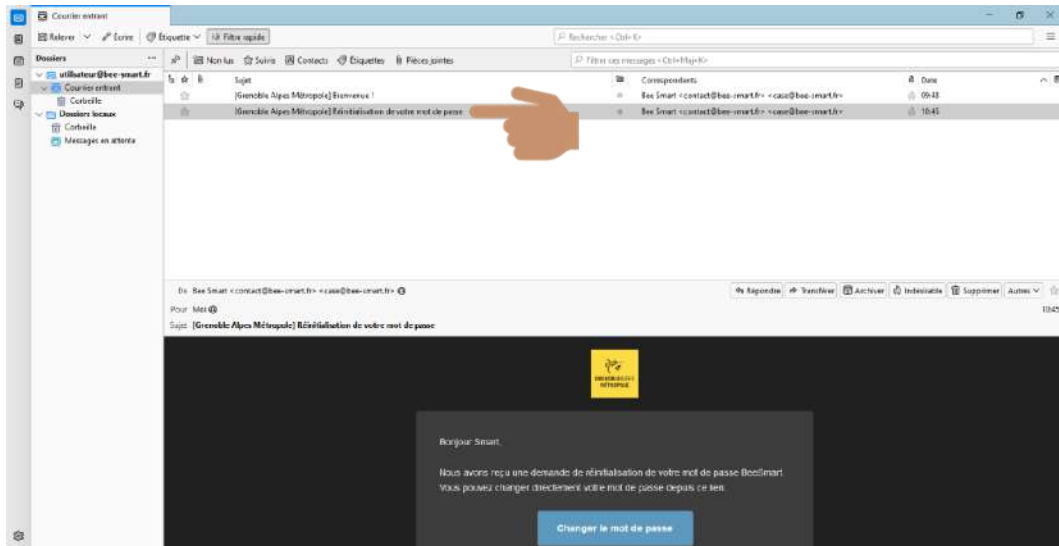 Courrier entrant
Relever Écrire Étiquette Filtre rapide Rechercher <Ctrl+K>
Dossiers
Non lus Suivis Contacts Étiquettes Pièces jointes Filtrer ces messages <Ctrl+Maj+K>
utilisateur@bee-smart.fr
Courrier entrant
Corbeille
Dossiers locaux
Corbeille
Messages en attente
Sujet Correspondants Date
[Grenoble Alpes Métropole] Bienvenue ! Bee Smart <contact@bee-smart.fr> <case@bee-smart.fr> 09:48
[Grenoble Alpes Métropole] Réinitialisation de votre mot de passe Bee Smart <contact@bee-smart.fr> <case@bee-smart.fr> 10:45
De Bee Smart <contact@bee-smart.fr> <case@bee-smart.fr> Répondre Transférer Archiver Indésirable Supprimer Autres
Pour Moi 10:45
Sujet [Grenoble Alpes Métropole] Réinitialisation de votre mot de passe
MÉTROPOLE
Bonjour Smart,
Nous avons reçu une demande de réinitialisation de votre mot de passe BeeSmart.
Vous pouvez changer directement votre mot de passe depuis ce lien:
Changer le mot de passe